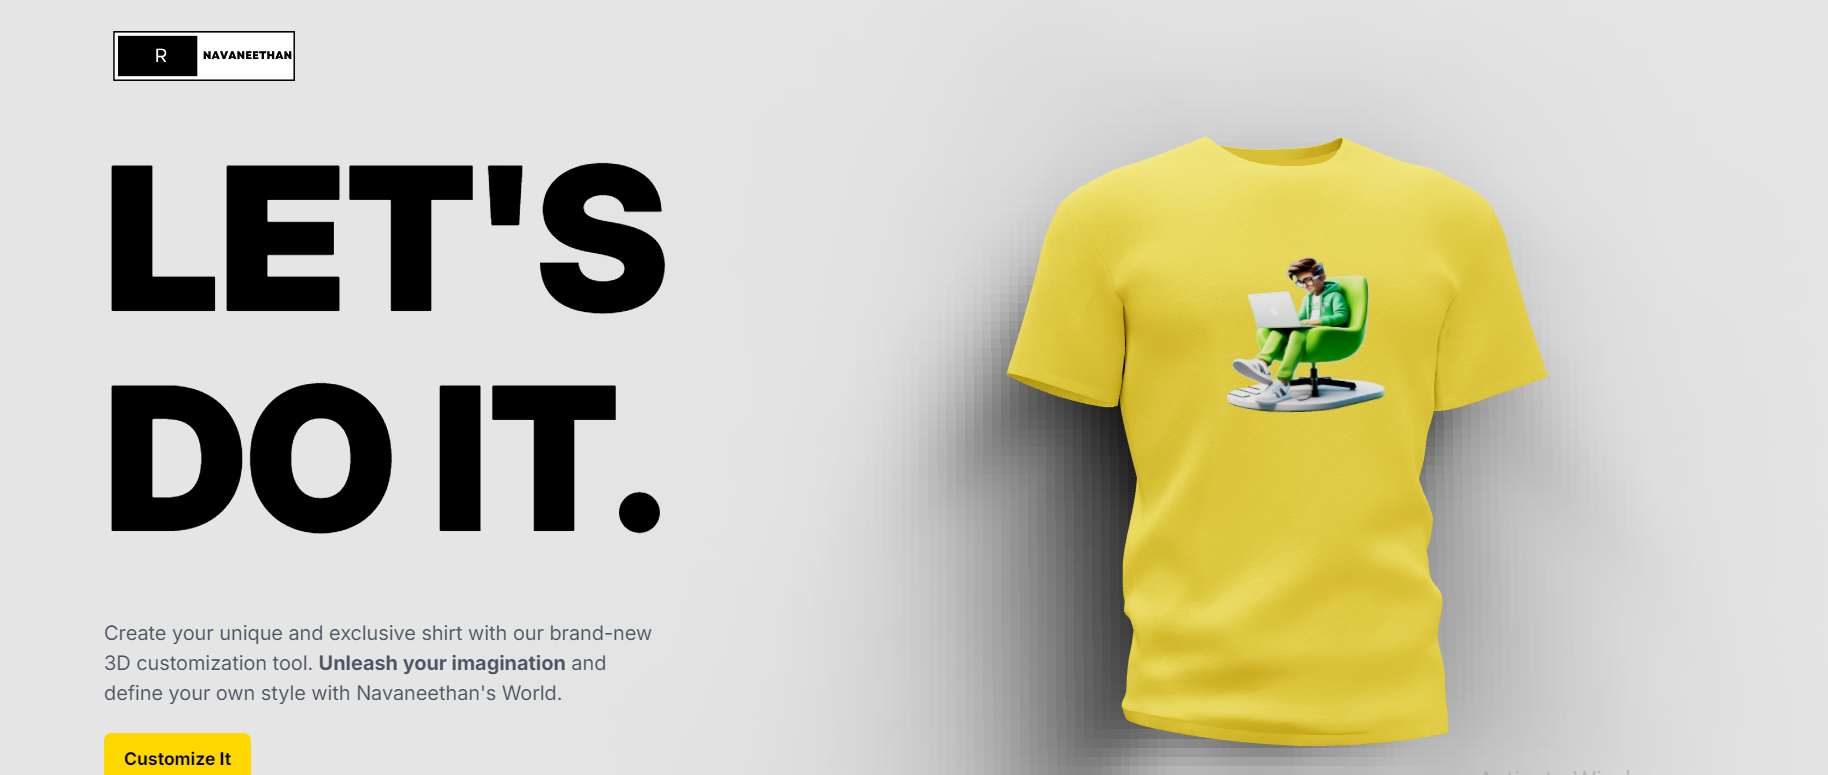 R NAVANEETHAN
LET'S
DO IT.
Create your unique and exclusive shirt with our brand-new
3D customization tool. Unleash your imagination and
define your own style with Navaneethan's World.
Customize It